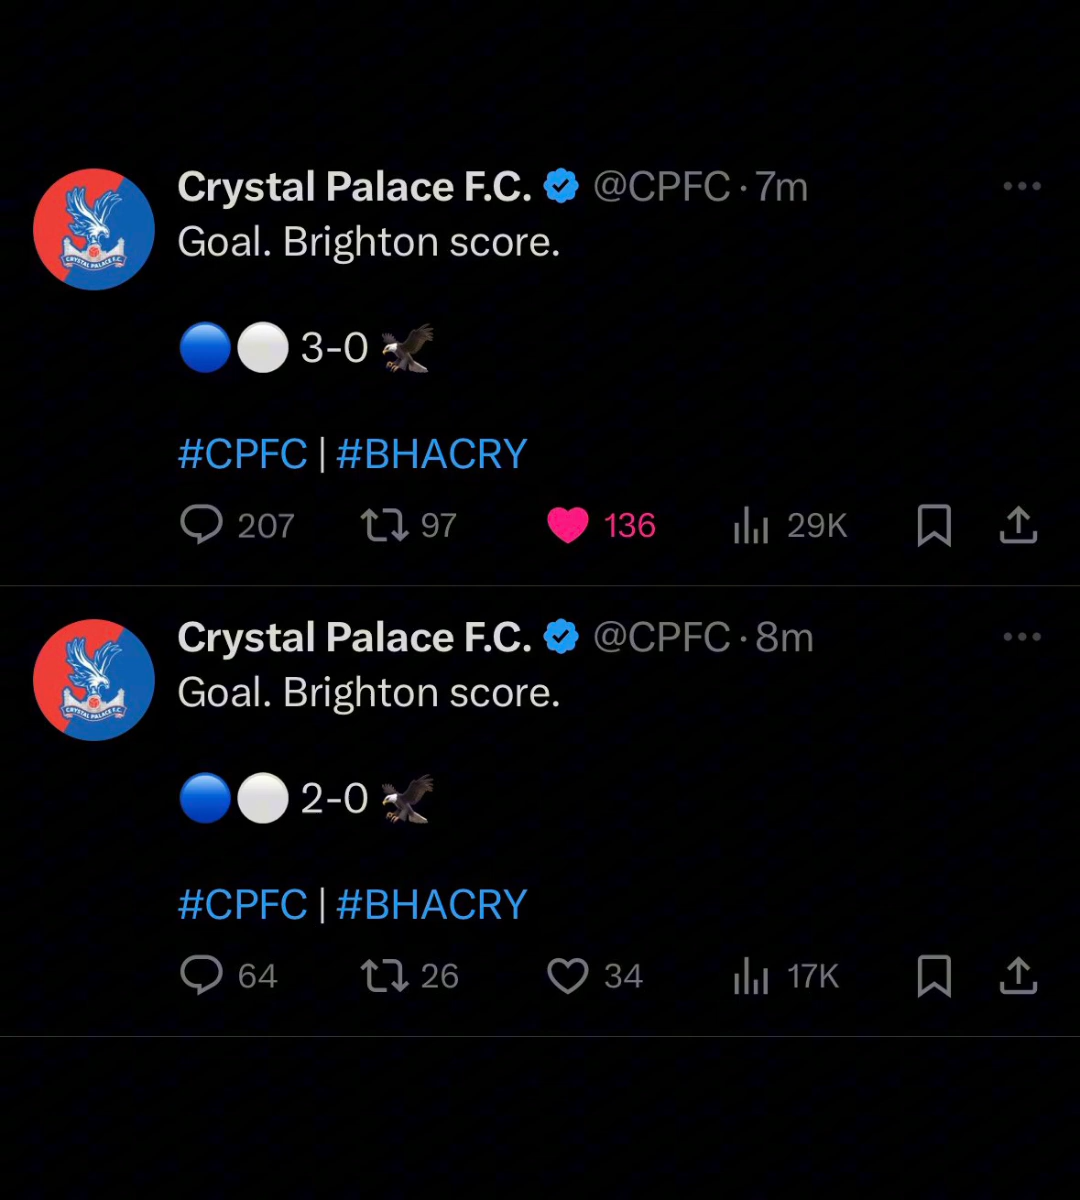 Crystal Palace F.C. @CPFC · 7m
Goal. Brighton score.
🔵⚪ 3-0 🦅
#CPFC | #BHACRY
207 97 136 29K
Crystal Palace F.C. @CPFC · 8m
Goal. Brighton score.
🔵⚪ 2-0 🦅
#CPFC | #BHACRY
64 26 34 17K